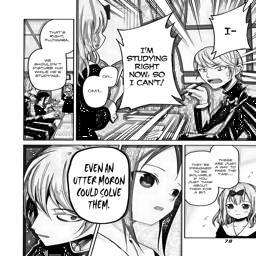 I-
I'M
STUDYING
RIGHT
NOW, SO
I CAN'T!
OH...
OKAY...
THAT'S
RIGHT,
FUJIWARA.
WE
SHOULDN'T
DISTURB HIM
WHILE HE'S
STUDYING.
THESE ARE
JUST A WAY
TO PASS
THE TIME...
THEY'RE
DESIGNED
TO BE
SOLVABLE
IF YOU
JUST THINK
ABOUT THEM
FOR A BIT.
EVEN AN
UTTER MORON
COULD SOLVE
THEM.
78